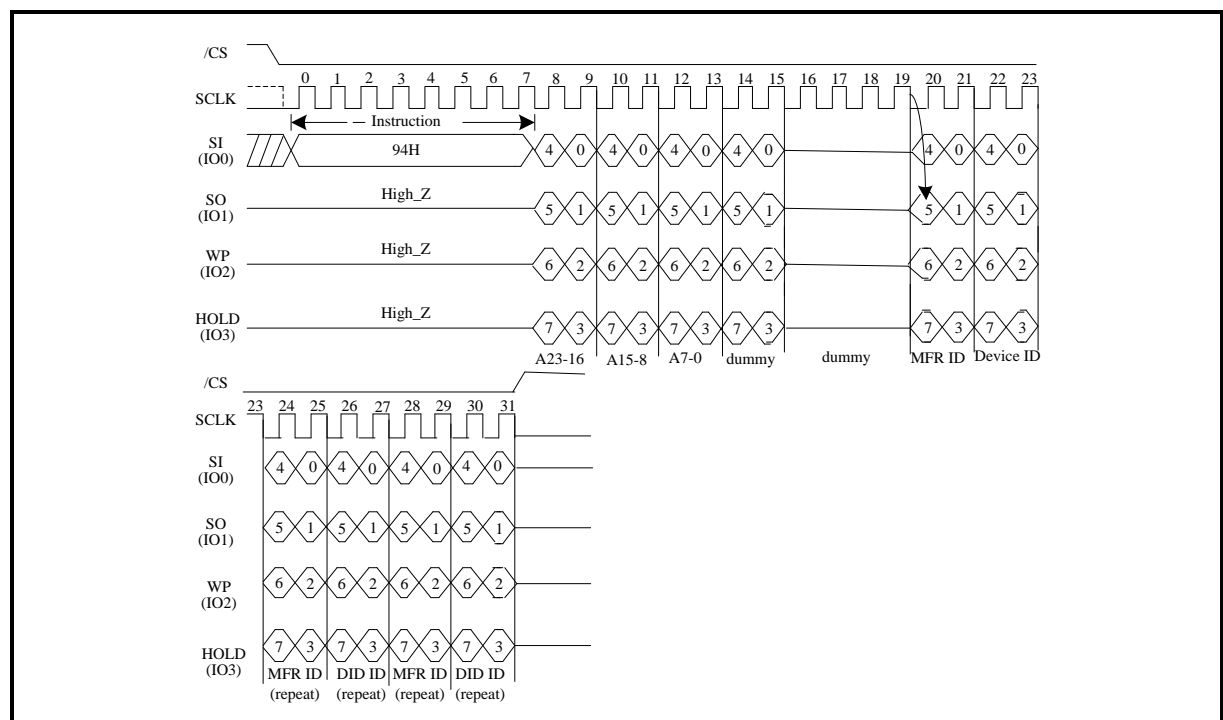 /CS
0 1 2 3 4 5 6 7 8 9 10 11 12 13 14 15 16 17 18 19 20 21 22 23
SCLK
Instruction
SI
(IO0)
94H
4 0 4 0 4 0 4 0 4 0 4 0
SO
(IO1)
High_Z
5 1 5 1 5 1 5 1 5 1 5 1
WP
(IO2)
High_Z
6 2 6 2 6 2 6 2 6 2 6 2
HOLD
(IO3)
High_Z
7 3 7 3 7 3 7 3 7 3 7 3
A23-16 A15-8 A7-0 dummy dummy MFR ID Device ID
/CS
23 24 25 26 27 28 29 30 31
SCLK
SI
(IO0)
4 0 4 0 4 0 4 0
SO
(IO1)
5 1 5 1 5 1 5 1
WP
(IO2)
6 2 6 2 6 2 6 2
HOLD
(IO3)
7 3 7 3 7 3 7 3
MFR ID DID ID MFR ID DID ID
(repeat) (repeat) (repeat) (repeat)